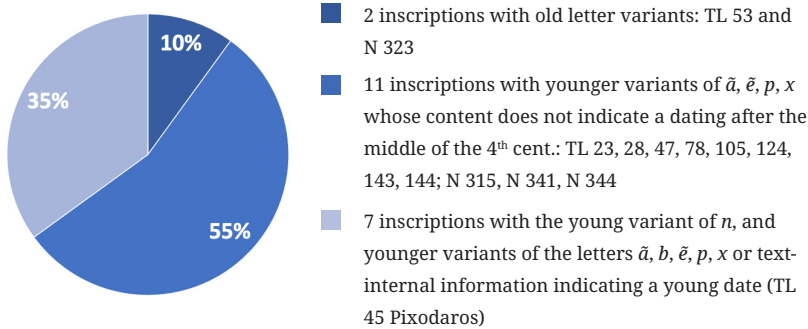 10%
35%
55%
2 inscriptions with old letter variants: TL 53 and
N 323
11 inscriptions with younger variants of ã, ẽ, p, x
whose content does not indicate a dating after the
middle of the 4th cent.: TL 23, 28, 47, 78, 105, 124,
143, 144; N 315, N 341, N 344
7 inscriptions with the young variant of n, and
younger variants of the letters ã, b, ẽ, p, x or text-
internal information indicating a young date (TL
45 Pixodaros)